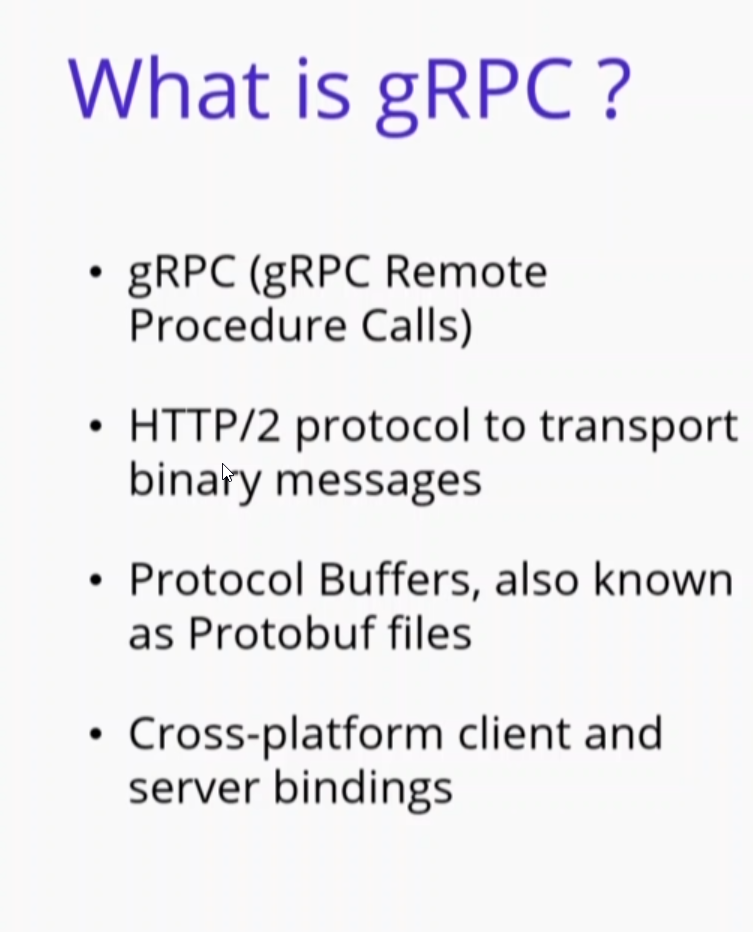 What is gRPC ?
• gRPC (gRPC Remote
Procedure Calls)
• HTTP/2 protocol to transport
binary messages
• Protocol Buffers, also known
as Protobuf files
• Cross-platform client and
server bindings